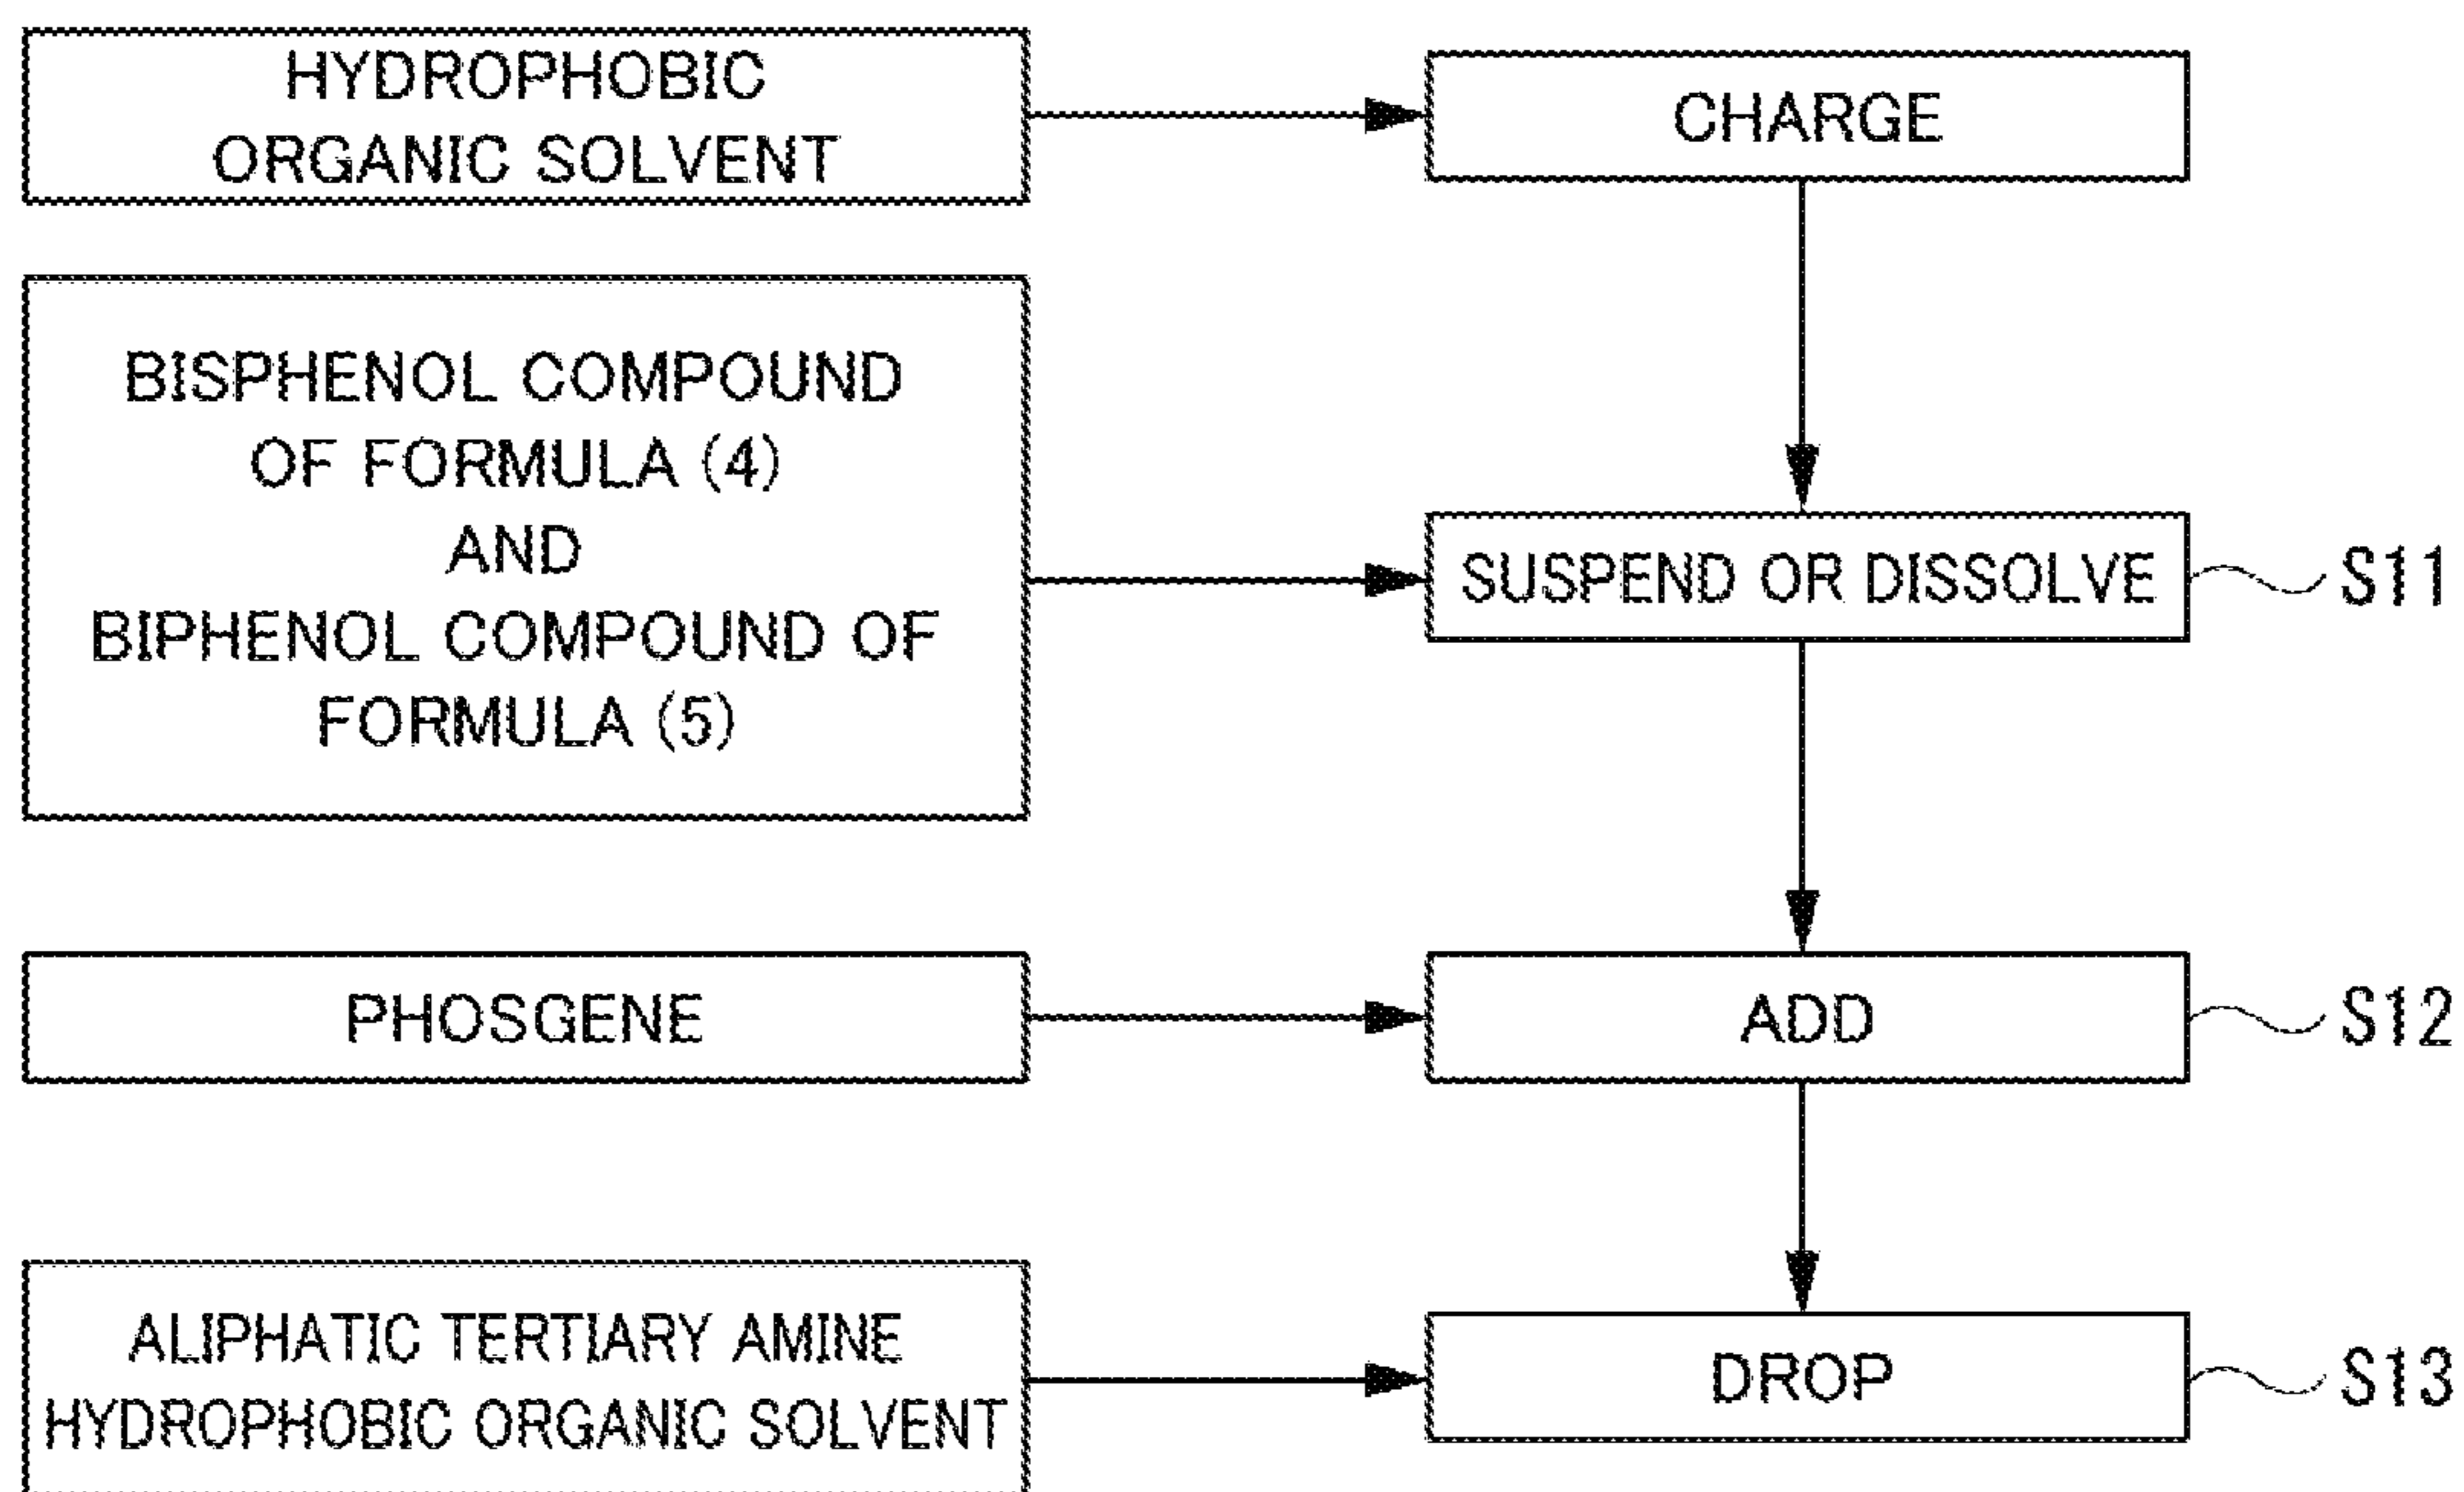 HYDROPHOBIC
ORGANIC SOLVENT
CHARGE
BISPHENOL COMPOUND
OF FORMULA (4)
AND
BIPHENOL COMPOUND OF
FORMULA (5)
SUSPEND OR DISSOLVE
S11
PHOSGENE
ADD
S12
ALIPHATIC TERTIARY AMINE
HYDROPHOBIC ORGANIC SOLVENT
DROP
S13